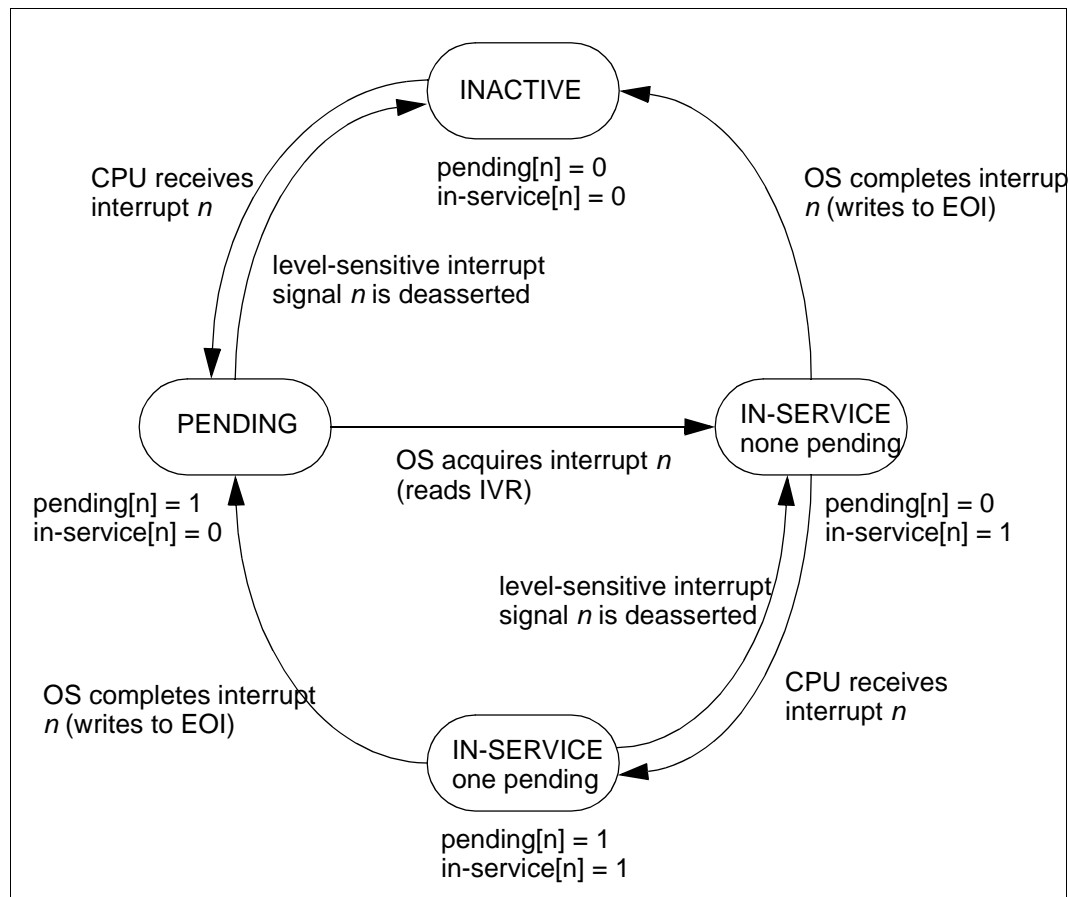 INACTIVE
pending[n] = 0
in-service[n] = 0
CPU receives
interrupt n
OS completes interrup
n (writes to EOI)
level-sensitive interrupt
signal n is deasserted
PENDING
IN-SERVICE
none pending
OS acquires interrupt n
(reads IVR)
pending[n] = 1
in-service[n] = 0
pending[n] = 0
in-service[n] = 1
level-sensitive interrupt
signal n is deasserted
OS completes interrupt
n (writes to EOI)
CPU receives
interrupt n
IN-SERVICE
one pending
pending[n] = 1
in-service[n] = 1